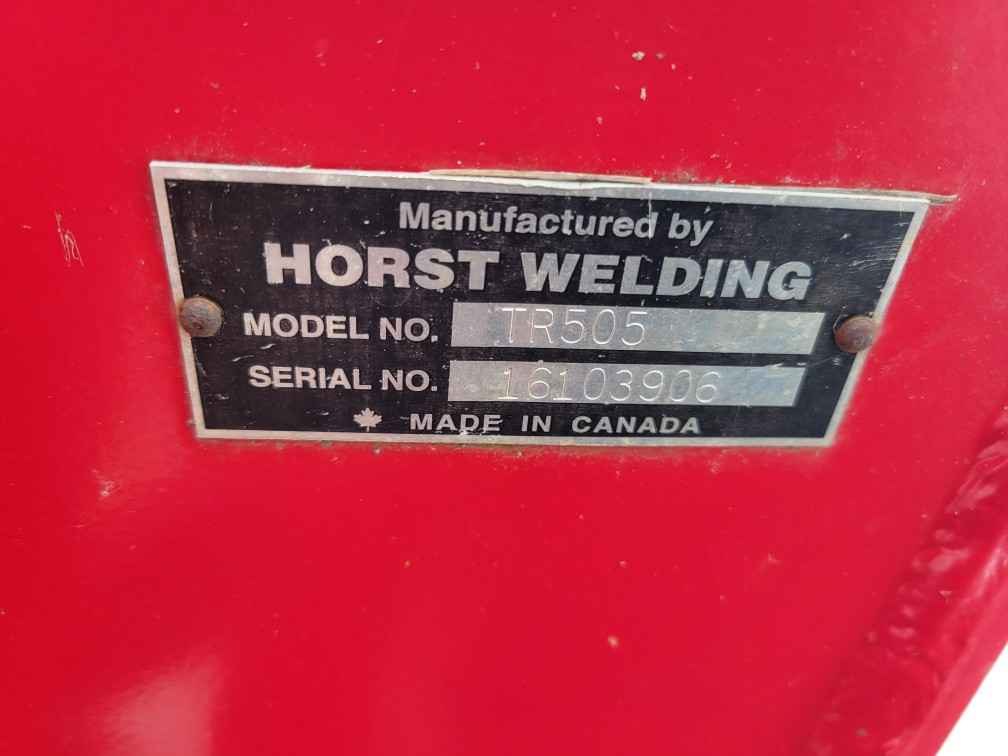 Manufactured by
HORST WELDING
MODEL NO. TR505
SERIAL NO. 16103906
MADE IN CANADA